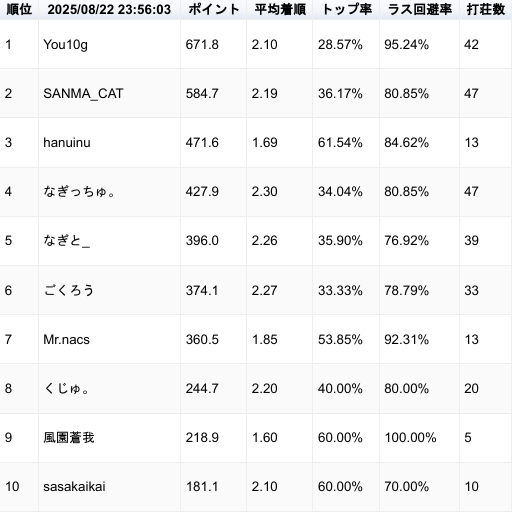 順位 2025/08/22 23:56:03 ポイント 平均着順 トップ率 ラス回避率 打荘数
1 You10g 671.8 2.10 28.57% 95.24% 42
2 SANMA_CAT 584.7 2.19 36.17% 80.85% 47
3 hanuinu 471.6 1.69 61.54% 84.62% 13
4 なぎっちゅ。 427.9 2.30 34.04% 80.85% 47
5 なぎと_ 396.0 2.26 35.90% 76.92% 39
6 ごくろう 374.1 2.27 33.33% 78.79% 33
7 Mr.nacs 360.5 1.85 53.85% 92.31% 13
8 くじゅ。 244.7 2.20 40.00% 80.00% 20
9 風園蒼我 218.9 1.60 60.00% 100.00% 5
10 sasakaikai 181.1 2.10 60.00% 70.00% 10